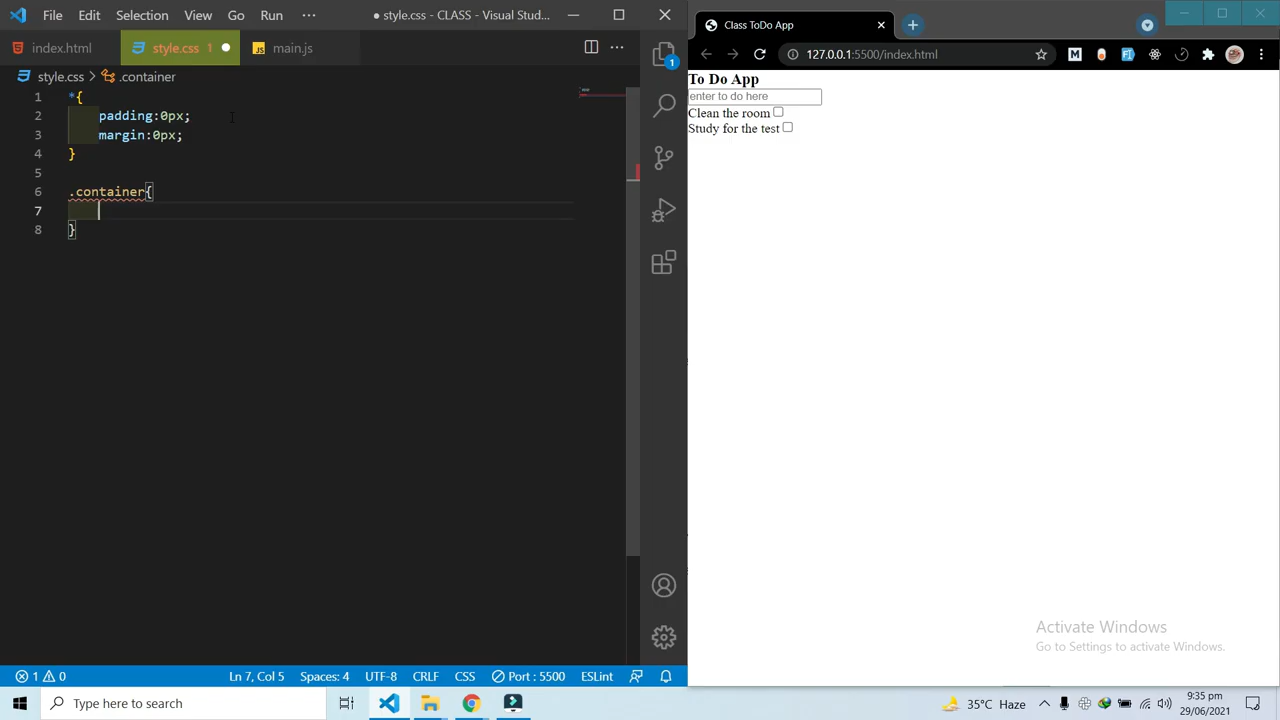 File Edit Selection View Go Run ··· ● style.css - CLASS - Visual Stud...
index.html style.css 1 ● main.js ···
style.css > .container
1 *{
2 padding:0px;
3 margin:0px;
4 }
5
6 .container{
7
8 }
1
1 0 Ln 7, Col 5 Spaces: 4 UTF-8 CRLF CSS Port : 5500 ESLint
Class ToDo App
127.0.0.1:5500/index.html
To Do App
enter to do here
Clean the room
Study for the test
Activate Windows
Go to Settings to activate Windows.
Type here to search
35°C Haze
9:35 pm
29/06/2021